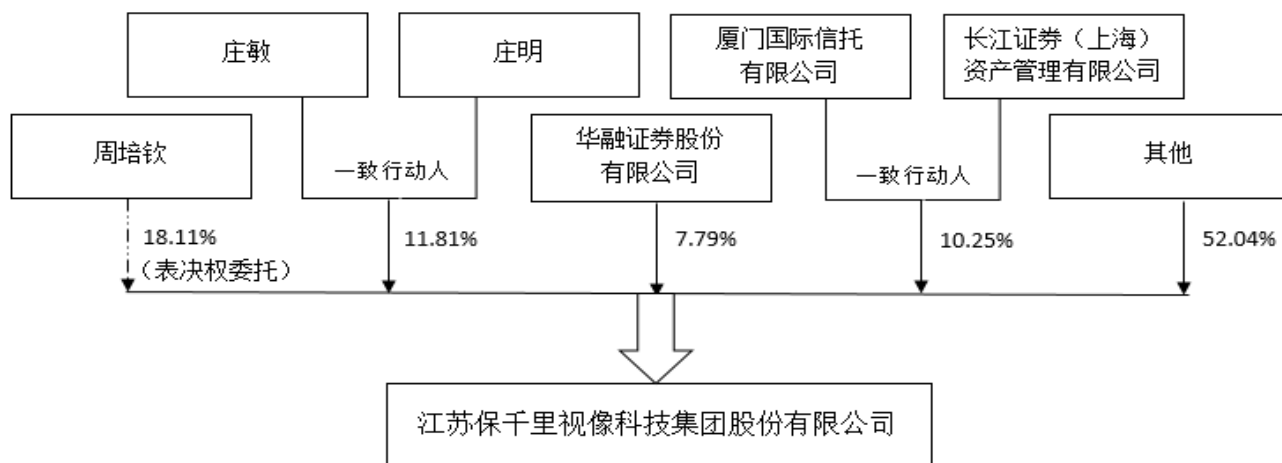 庄敏
庄明
厦门国际信托
有限公司
长江证券（上海）
资产管理有限公司
周培钦
一致行动人
华融证券股份
有限公司
一致行动人
其他
18.11%
（表决权委托）
11.81%
7.79%
10.25%
52.04%
江苏保千里视像科技集团股份有限公司